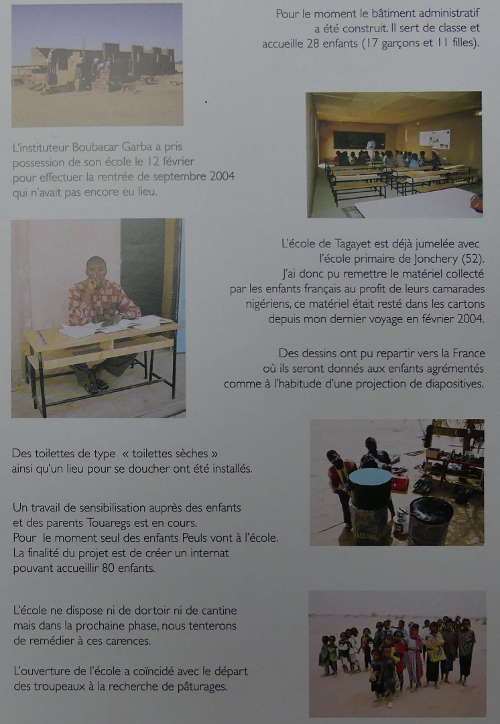 Pour le moment le bâtiment administratif
a été construit. Il sert de classe et
accueille 28 enfants (17 garçons et 11 filles).
L'instituteur Boubacar Garba a pris
possession de son école le 12 février
pour effectuer la rentrée de septembre 2004
qui n'avait pas encore eu lieu.
L'école de Tagayet est déjà jumelée avec
l'école primaire de Jonchery (52).
J'ai donc pu remettre le matériel collecté
par les enfants français au profit de leurs camarades
nigériens, ce matériel était resté dans les cartons
depuis mon dernier voyage en février 2004.
Des dessins ont pu repartir vers la France
où ils seront donnés aux enfants agrémentés
comme à l'habitude d'une projection de diapositives.
Des toilettes de type « toilettes sèches »
ainsi qu'un lieu pour se doucher ont été installés.
Un travail de sensibilisation auprès des enfants
et des parents Touaregs est en cours.
Pour le moment seul des enfants Peuls vont à l'école.
La finalité du projet est de créer un internat
pouvant accueillir 80 enfants.
L'école ne dispose ni de dortoir ni de cantine
mais dans la prochaine phase, nous tenterons
de remédier à ces carences.
L'ouverture de l'école a coïncidé avec le départ
des troupeaux à la recherche de pâturages.